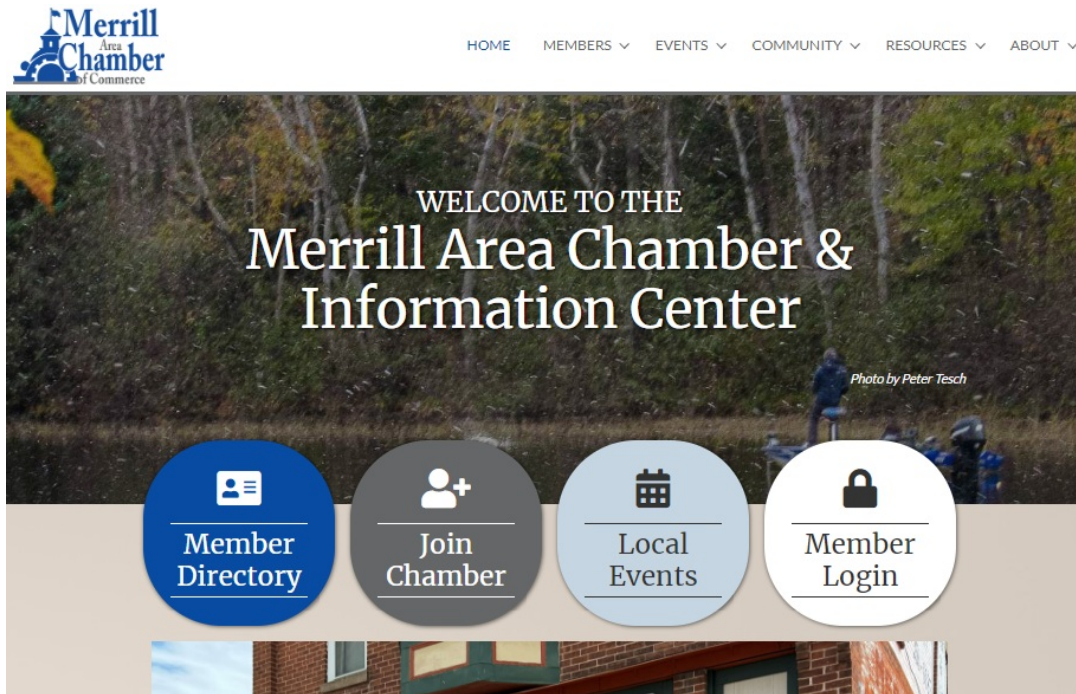 Merrill
Area
Chamber
of Commerce
HOME MEMBERS EVENTS COMMUNITY RESOURCES ABOUT
WELCOME TO THE
Merrill Area Chamber &
Information Center
Photo by Peter Tesch
Member
Directory
Join
Chamber
Local
Events
Member
Login